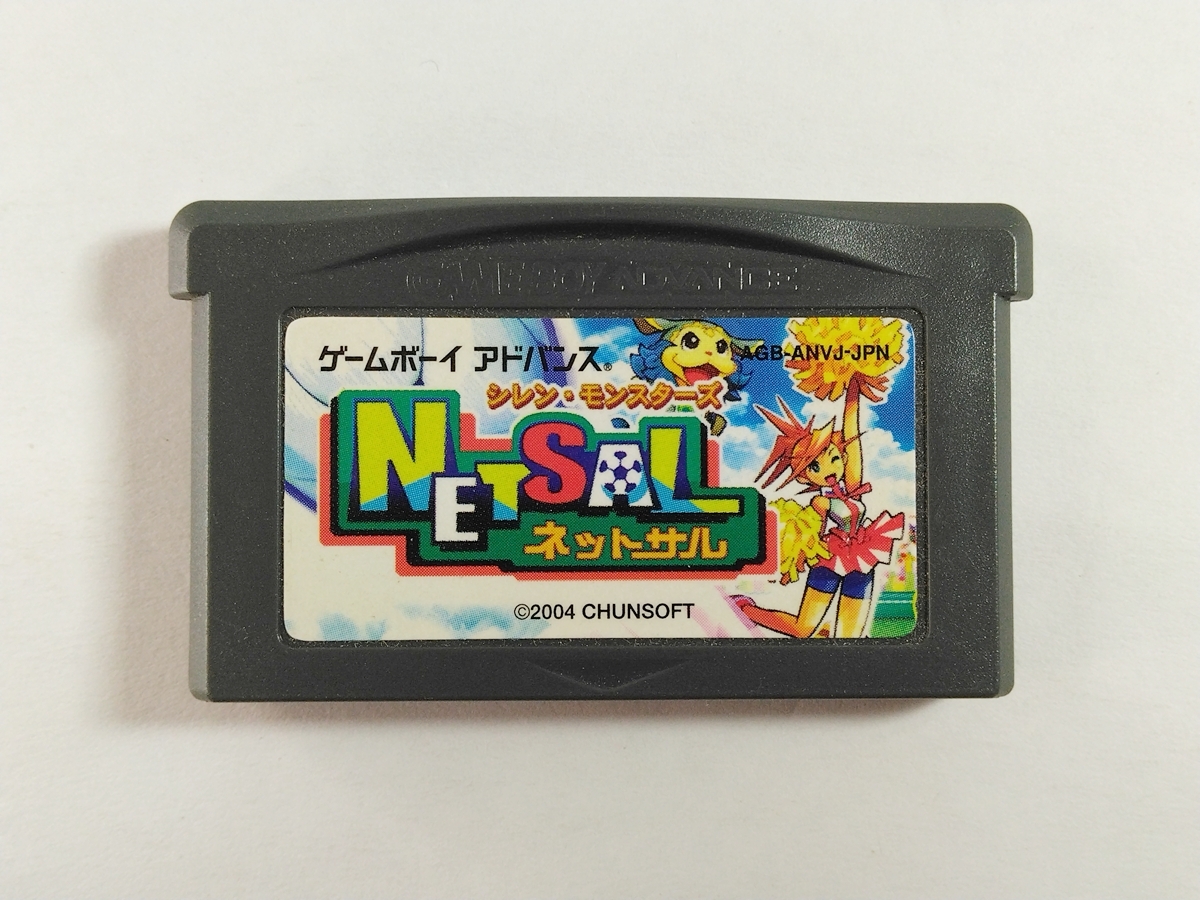 GAME BOY ADVANCE
ゲームボーイ アドバンス®
AGB-ANVJ-JPN
シレン・モンスターズ
NETSAL
ネットサル
©2004 CHUNSOFT